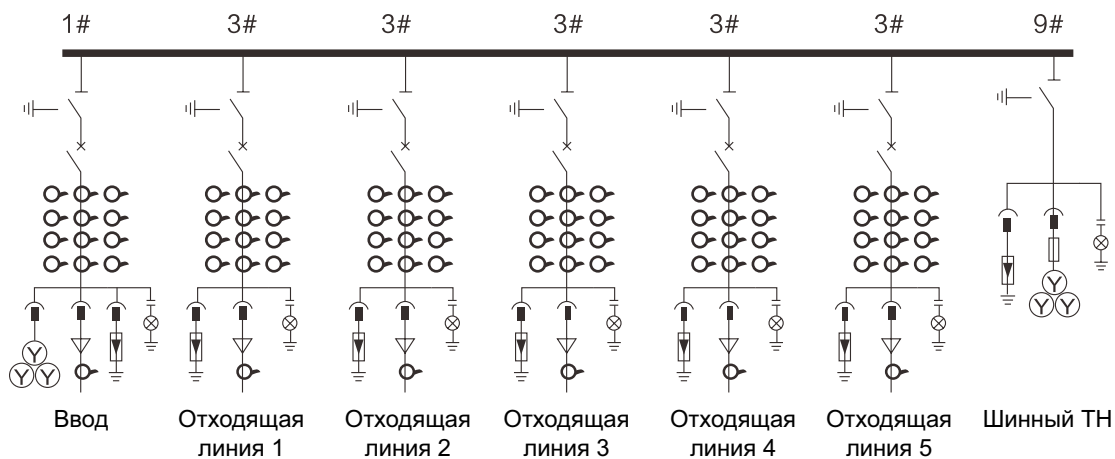 1# 3# 3# 3# 3# 3# 9#
Y Y Y
Y Y Y
Ввод
Отходящая
линия 1
Отходящая
линия 2
Отходящая
линия 3
Отходящая
линия 4
Отходящая
линия 5
Шинный ТН